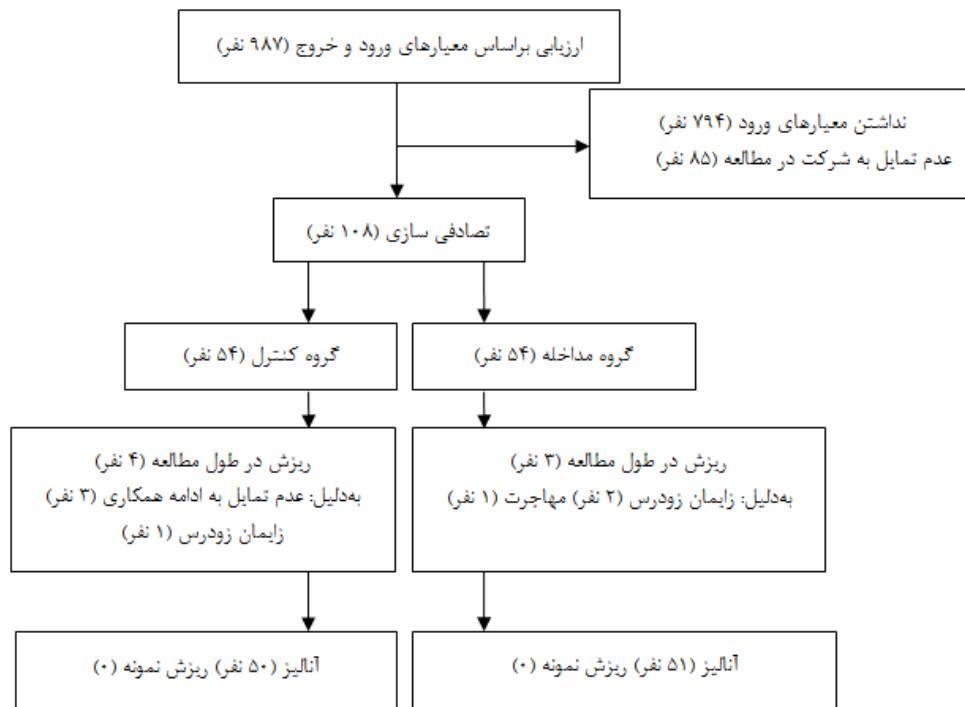 ارزیابی براساس معیارهای ورود و خروج (۹۸۷ نفر)
نداشتن معیارهای ورود (۷۹۴ نفر)
عدم تمایل به شرکت در مطالعه (۸۵ نفر)
تصادفی سازی (۱۰۸ نفر)
گروه مداخله (۵۴ نفر)
گروه کنترل (۵۴ نفر)
ریزش در طول مطالعه (۳ نفر)
به‌دلیل: زایمان زودرس (۲ نفر) مهاجرت (۱ نفر)
ریزش در طول مطالعه (۴ نفر)
به‌دلیل: عدم تمایل به ادامه همکاری (۳ نفر)
زایمان زودرس (۱ نفر)
آنالیز (۵۱ نفر) ریزش نمونه (۰)
آنالیز (۵۰ نفر) ریزش نمونه (۰)